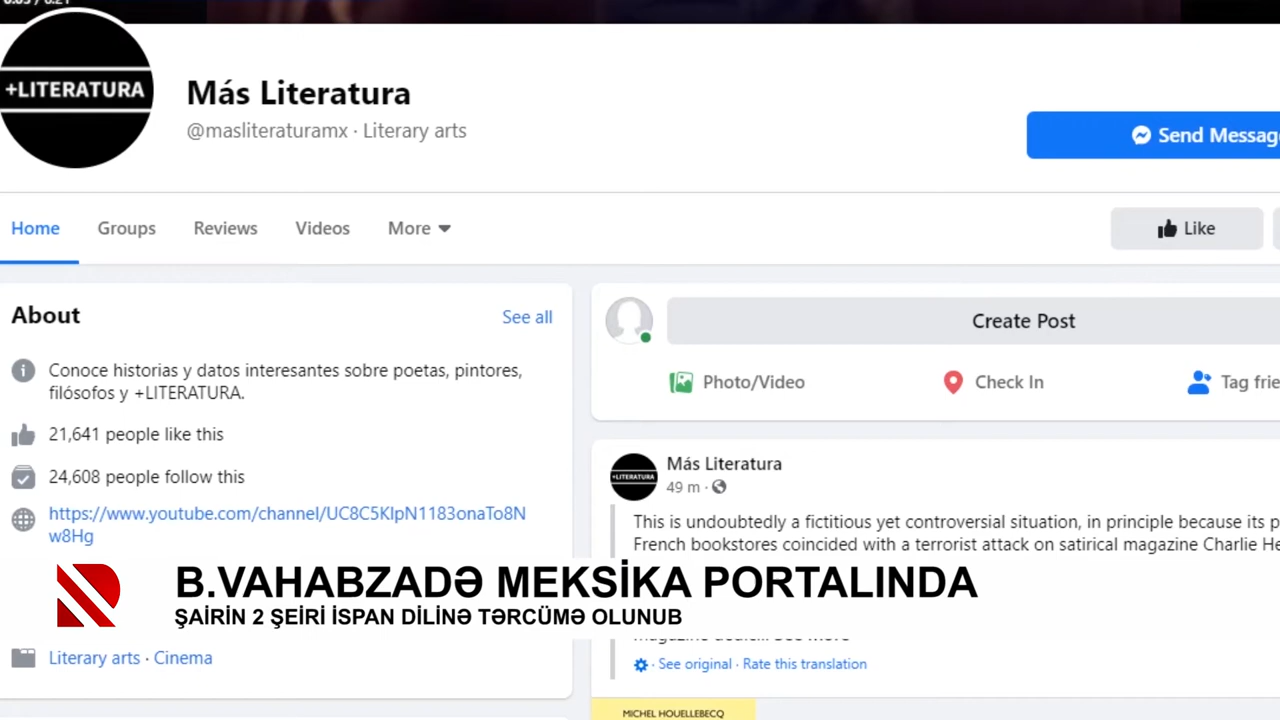 +LITERATURA
Más Literatura
@masliteraturamx · Literary arts
Send Messag
Home
Groups
Reviews
Videos
More
Like
About
See all
Conoce historias y datos interesantes sobre poetas, pintores,
filósofos y +LITERATURA.
21,641 people like this
24,608 people follow this
https://www.youtube.com/channel/UC8C5KlpN1183onaTo8N
w8Hg
Literary arts · Cinema
Create Post
Photo/Video
Check In
Tag frie
+LITERATURA
Más Literatura
49 m ·
This is undoubtedly a fictitious yet controversial situation, in principle because its p
French bookstores coincided with a terrorist attack on satirical magazine Charlie He
See More
· See original · Rate this translation
MICHEL HOUELLEBECQ
B.VAHABZADƏ MEKSİKA PORTALINDA
ŞAİRİN 2 ŞEİRİ İSPAN DİLİNƏ TƏRCÜMƏ OLUNUB